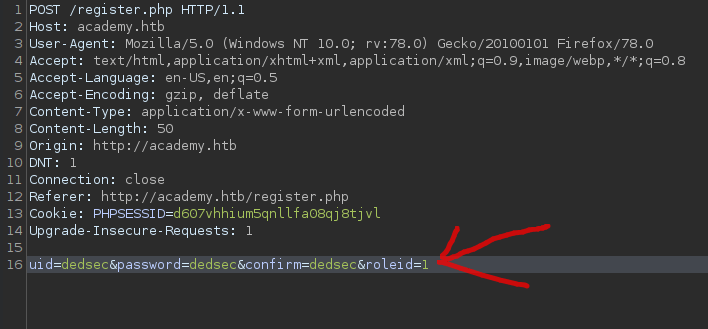 1 POST /register.php HTTP/1.1
2 Host: academy.htb
3 User-Agent: Mozilla/5.0 (Windows NT 10.0; rv:78.0) Gecko/20100101 Firefox/78.0
4 Accept: text/html,application/xhtml+xml,application/xml;q=0.9,image/webp,*/*;q=0.8
5 Accept-Language: en-US,en;q=0.5
6 Accept-Encoding: gzip, deflate
7 Content-Type: application/x-www-form-urlencoded
8 Content-Length: 50
9 Origin: http://academy.htb
10 DNT: 1
11 Connection: close
12 Referer: http://academy.htb/register.php
13 Cookie: PHPSESSID=d607vhhium5qnllfa08qj8tjvl
14 Upgrade-Insecure-Requests: 1
15
16 uid=dedsec&password=dedsec&confirm=dedsec&roleid=1